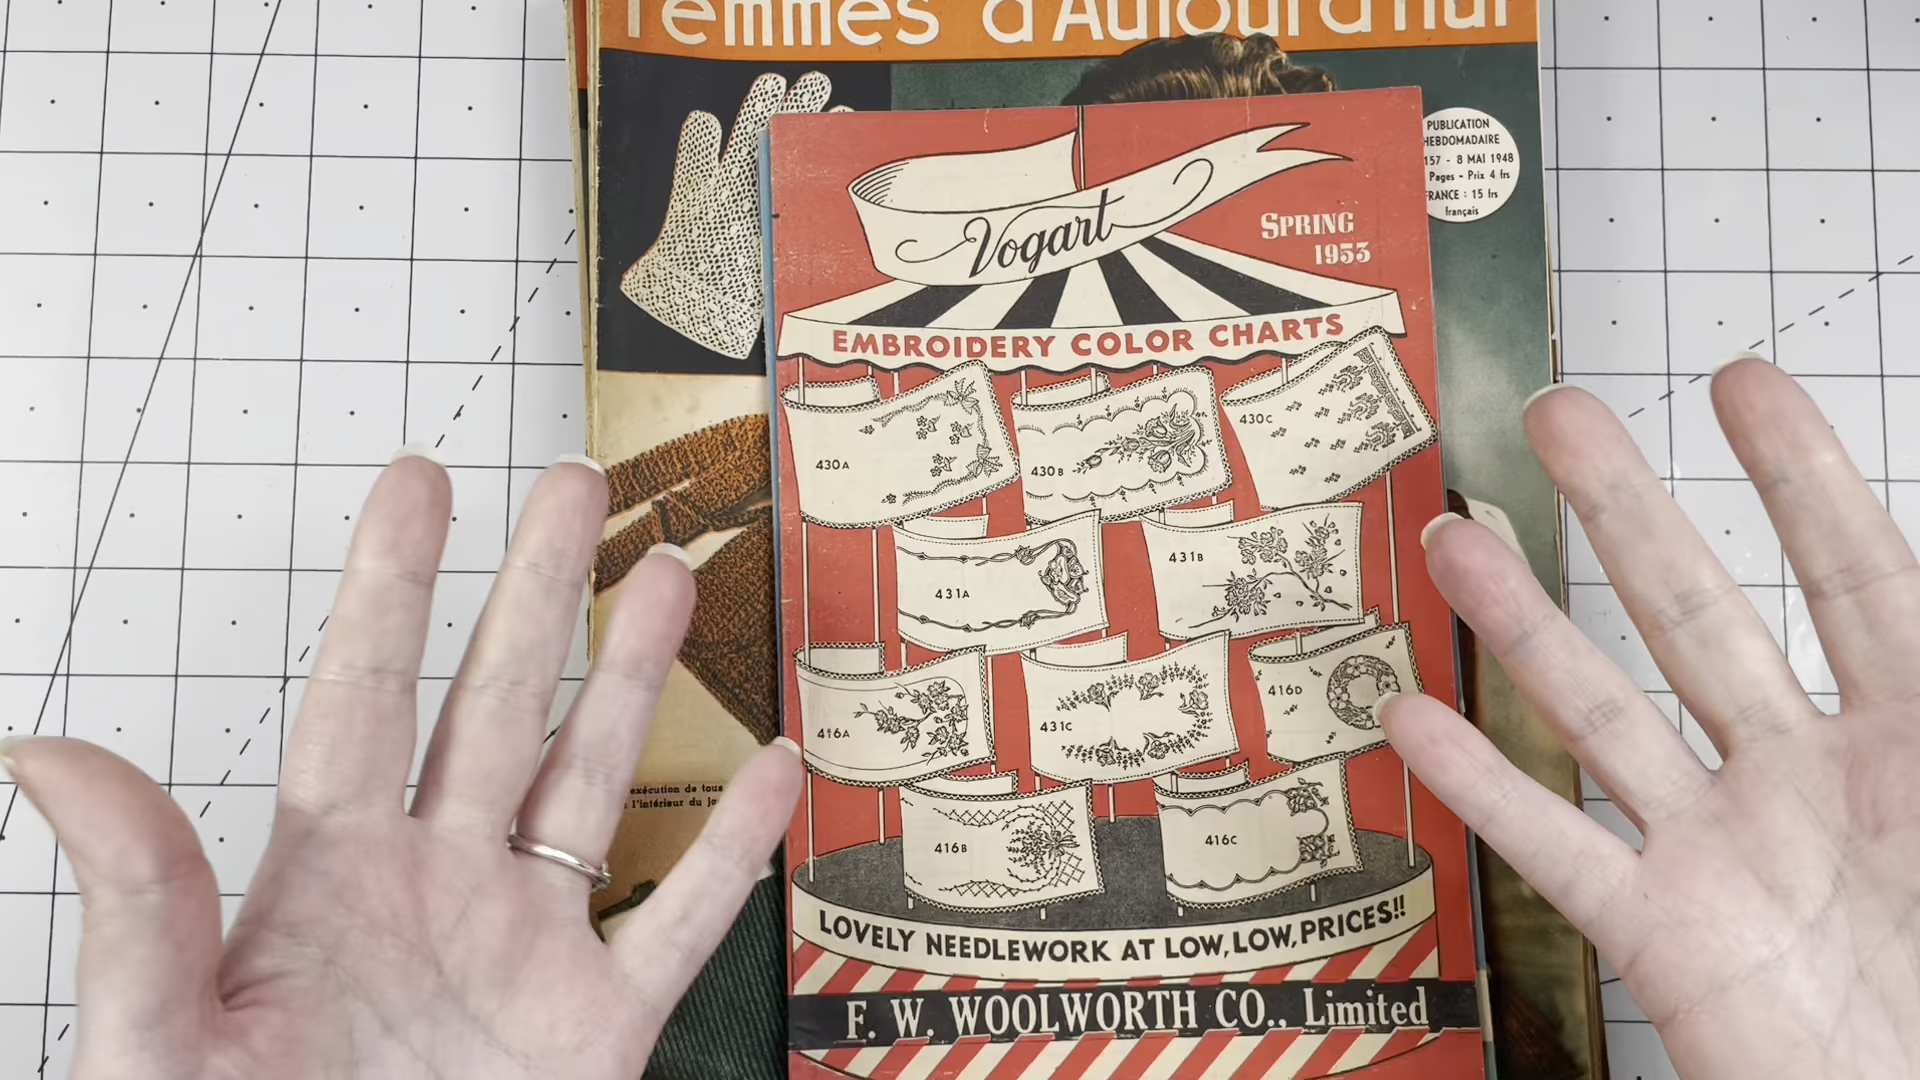 Femmes d'Aujourd'hui
PUBLICATION
HEBDOMADAIRE
157 - 8 MAI 1948
Pages - Prix 4 frs
FRANCE : 15 frs
français
Vogart
SPRING
1953
EMBROIDERY COLOR CHARTS
430A
430B
430C
431A
431B
416A
431C
416D
416B
416C
exécution de tous
l'intérieur du
LOVELY NEEDLEWORK AT LOW, LOW, PRICES!!
F. W. WOOLWORTH CO., Limited